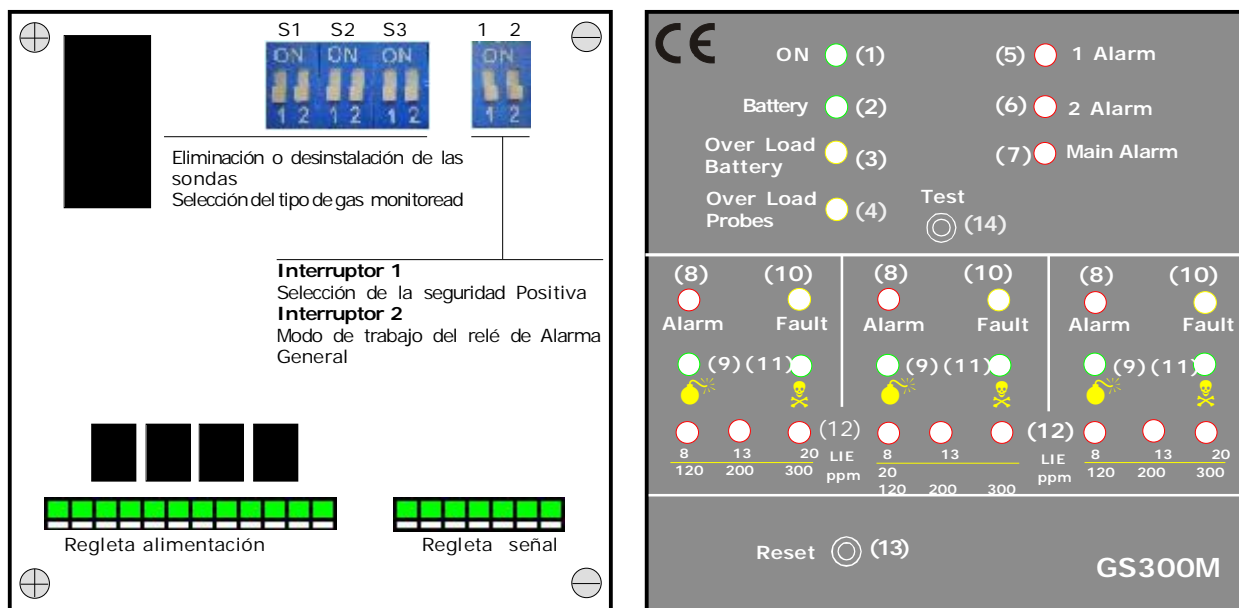 S1 S2 S3 1 2
ON ON ON ON
1 2 1 2 1 2 1 2
Eliminación o desinstalación de las
sondas
Selección del tipo de gas monitoread
Interruptor 1
Selección de la seguridad Positiva
Interruptor 2
Modo de trabajo del relé de Alarma
General
Regleta alimentación
Regleta señal
CE
ON (1)
Battery (2)
Over Load
Battery (3)
Over Load
Probes (4)
(5) 1 Alarm
(6) 2 Alarm
(7) Main Alarm
Test
(14)
(8) (10)
Alarm Fault
(9) (11)
(12)
8 13 20 LIE
120 200 300 ppm
(8) (10)
Alarm Fault
(9) (11)
(12)
8 13 LIE
20 ppm
120 200 300
(8) (10)
Alarm Fault
(9) (11)
8 13 20
120 200 300
Reset (13)
GS300M